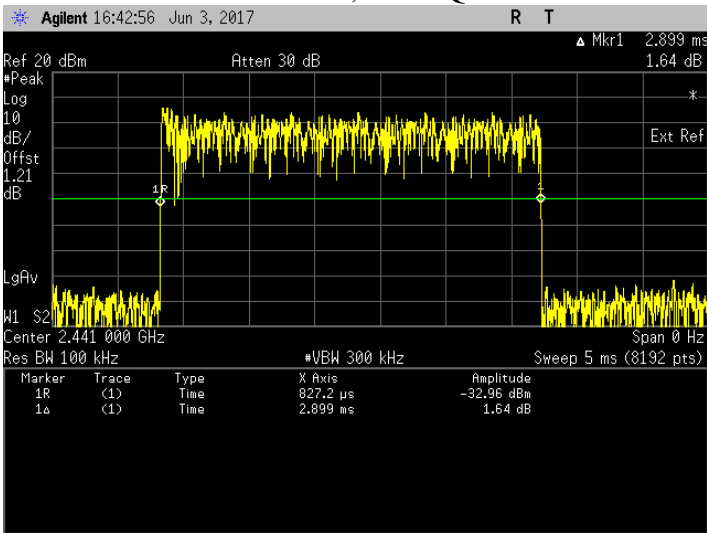 Agilent 16:42:56 Jun 3, 2017 R T
Δ Mkr1 2.899 ms
Ref 20 dBm Atten 30 dB 1.64 dB
#Peak
Log
10
dB/
Offst
1.21
dB
*
Ext Ref
1R
1
LgAv
W1 S2
Center 2.441 000 GHz Span 0 Hz
Res BW 100 kHz #VBW 300 kHz Sweep 5 ms (8192 pts)
Marker Trace Type X Axis Amplitude
1R (1) Time 827.2 µs -32.96 dBm
1Δ (1) Time 2.899 ms 1.64 dB